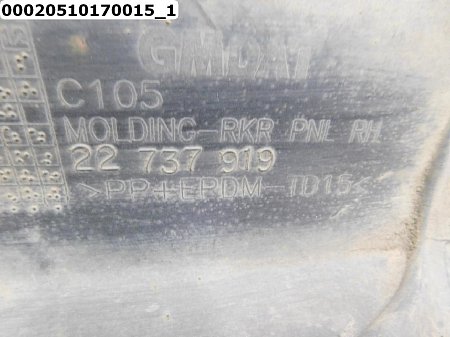 00020510170015_1
GMDAT
C105
MOLDING-RKR PNL RH
22 737 919
>PP+EPDM-TD15<